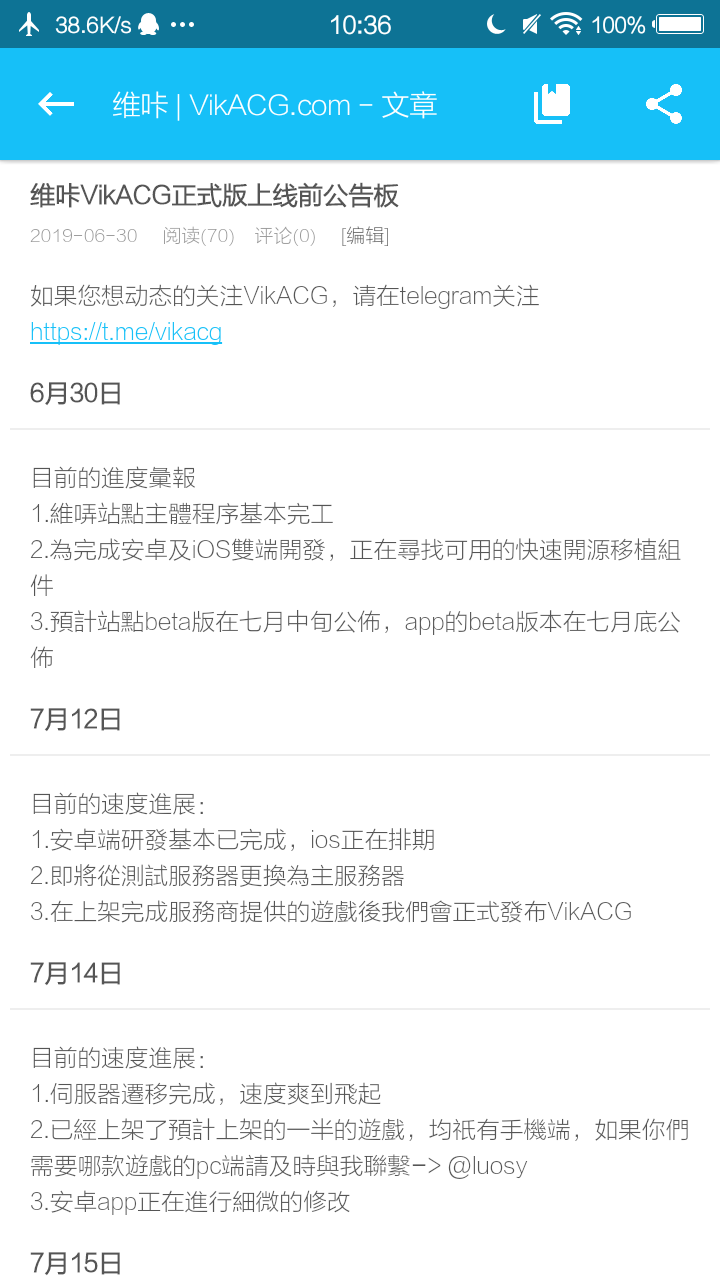 38.6K/s ··· 10:36 100%
维咔 | VikACG.com - 文章
维咔VikACG正式版上线前公告板
2019-06-30 阅读(70) 评论(0) [编辑]
如果您想动态的关注VikACG，请在telegram关注
https://t.me/vikacg
6月30日
目前的進度彙報
1.維哢站點主體程序基本完工
2.為完成安卓及iOS雙端開發，正在尋找可用的快速開源移植組
件
3.預計站點beta版在七月中旬公佈，app的beta版本在七月底公
佈
7月12日
目前的速度進展：
1.安卓端研發基本已完成，ios正在排期
2.即將從測試服務器更換為主服務器
3.在上架完成服務商提供的遊戲後我們會正式發布VikACG
7月14日
目前的速度進展：
1.伺服器遷移完成，速度爽到飛起
2.已經上架了預計上架的一半的遊戲，均祇有手機端，如果你們
需要哪款遊戲的pc端請及時與我聯繫-> @luosy
3.安卓app正在進行細微的修改
7月15日